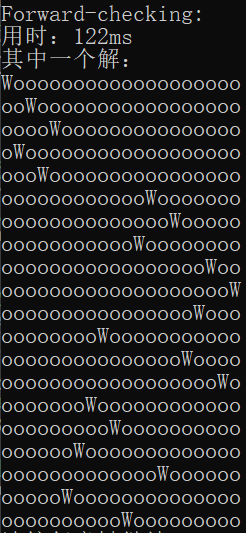 Forward-checking:
用时: 122ms
其中一个解:
Wooooooooooooooooooo
ooWooooooooooooooooo
ooooWooooooooooooooo
oWoooooooooooooooooo
oooWoooooooooooooooo
ooooooooooooWooooooo
ooooooooooooooWooooo
oooooooooooWoooooooo
oooooooooooooooooWoo
oooooooooooooooooooW
ooooooooooooooooWooo
ooooooooWooooooooooo
oooooooooooooooWoooo
ooooooooooooooooooWo
oooooooWoooooooooooo
oooooooooWoooooooooo
ooooooWooooooooooooo
oooooooooooooWoooooo
oooooWoooooooooooooo
ooooooooooWooooooooo